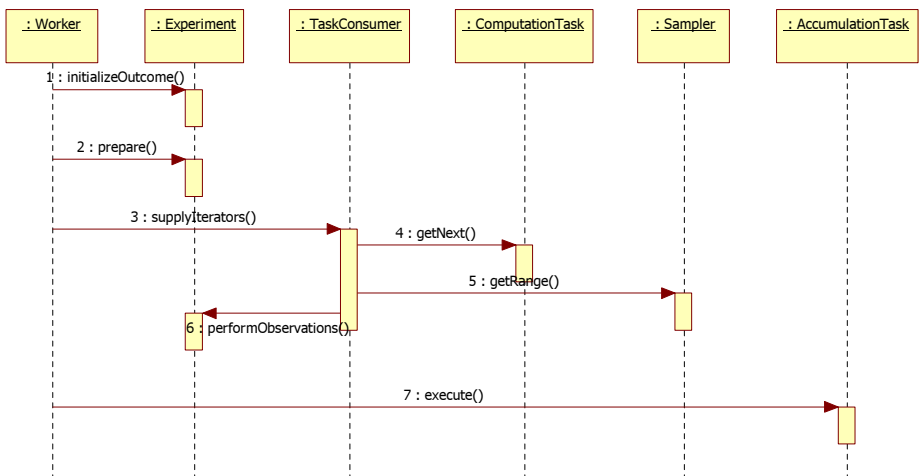 : Worker
: Experiment
: TaskConsumer
: ComputationTask
: Sampler
: AccumulationTask
1 : initializeOutcome()
2 : prepare()
3 : supplyIterators()
4 : getNext()
5 : getRange()
6 : performObservations()
7 : execute()